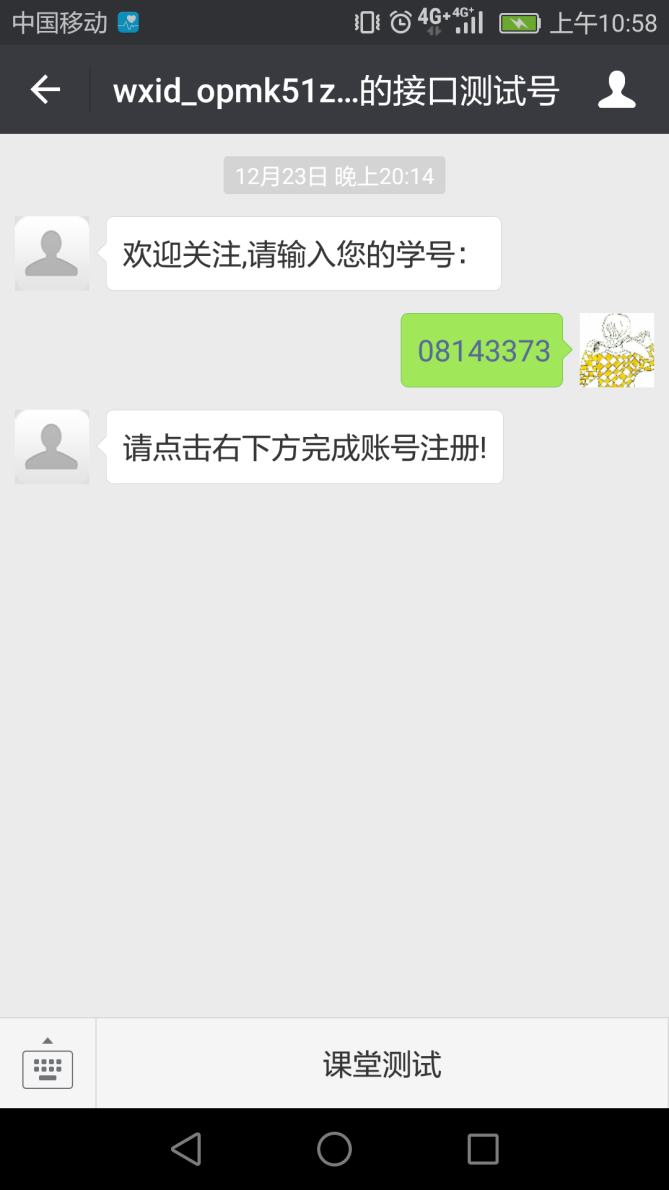 中国移动 4G+ 4G+ 上午10:58
wxid_opmk51z...的接口测试号
12月23日 晚上20:14
欢迎关注,请输入您的学号：
08143373
请点击右下方完成账号注册!
课堂测试